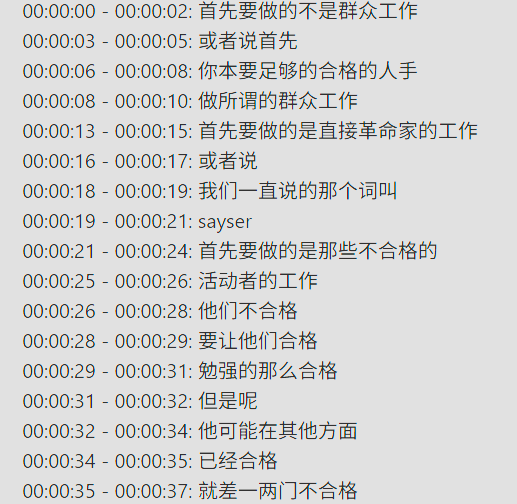 00:00:00 - 00:00:02: 首先要做的不是群众工作
00:00:03 - 00:00:05: 或者说首先
00:00:06 - 00:00:08: 你本要足够的合格的人手
00:00:08 - 00:00:10: 做所谓的群众工作
00:00:13 - 00:00:15: 首先要做的是直接革命家的工作
00:00:16 - 00:00:17: 或者说
00:00:18 - 00:00:19: 我们一直说的那个词叫
00:00:19 - 00:00:21: sayser
00:00:21 - 00:00:24: 首先要做的是那些不合格的
00:00:25 - 00:00:26: 活动者的工作
00:00:26 - 00:00:28: 他们不合格
00:00:28 - 00:00:29: 要让他们合格
00:00:29 - 00:00:31: 勉强的那么合格
00:00:31 - 00:00:32: 但是呢
00:00:32 - 00:00:34: 他可能在其他方面
00:00:34 - 00:00:35: 已经合格
00:00:35 - 00:00:37: 就差一两门不合格